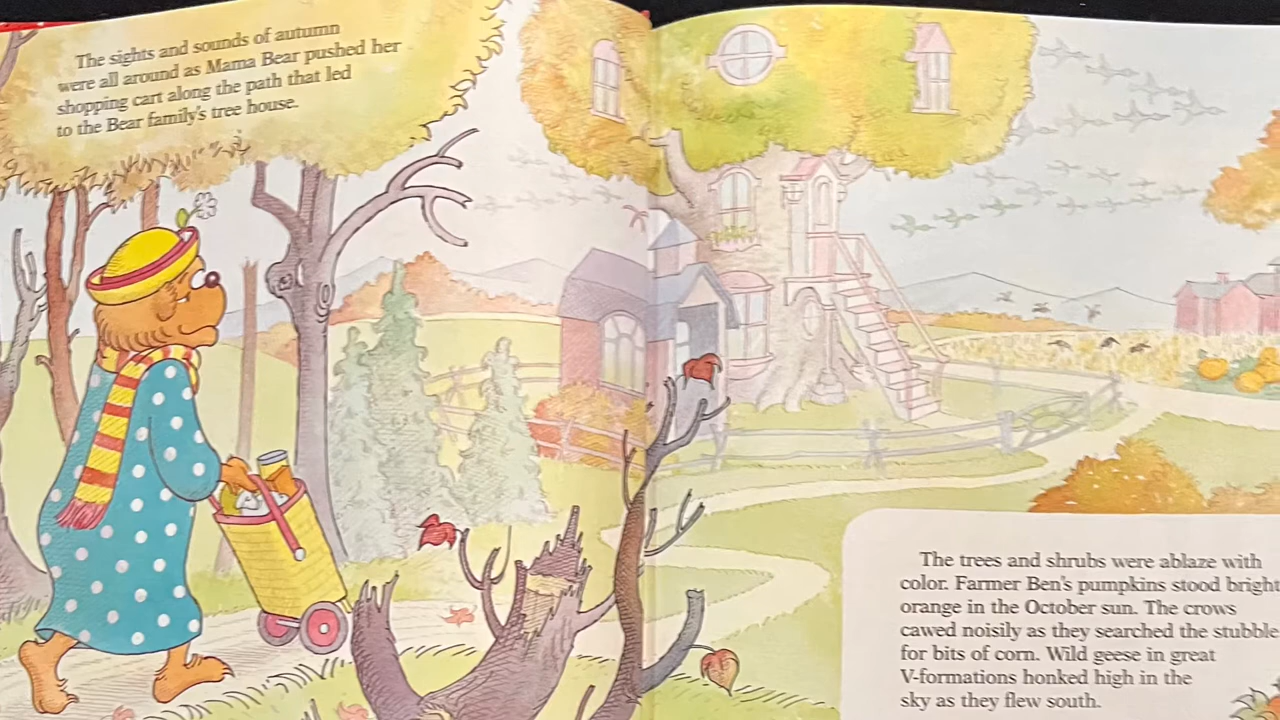 The sights and sounds of autumn
were all around as Mama Bear pushed her
shopping cart along the path that led
to the Bear family's tree house.
The trees and shrubs were ablaze with
color. Farmer Ben's pumpkins stood bright
orange in the October sun. The crows
cawed noisily as they searched the stubble
for bits of corn. Wild geese in great
V-formations honked high in the
sky as they flew south.